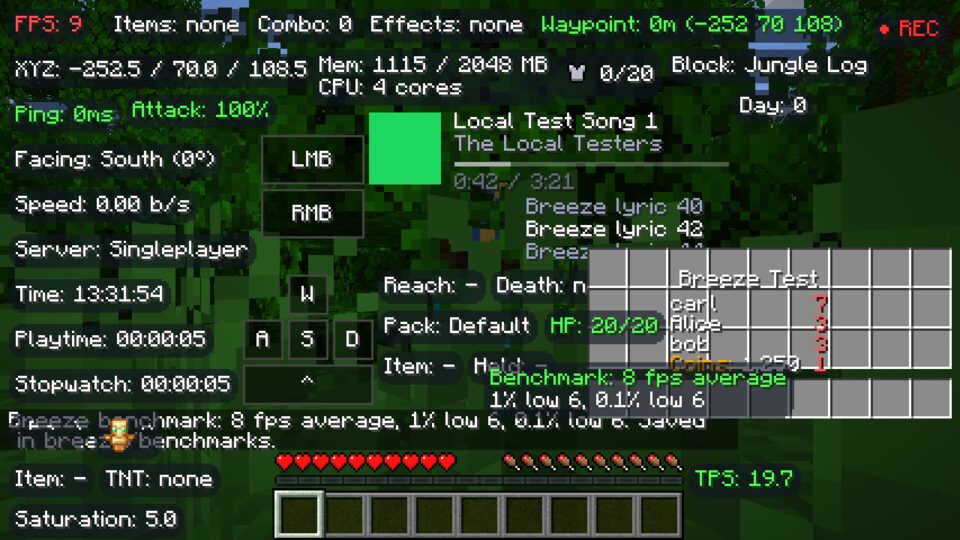 FPS: 9 Items: none Combo: 0 Effects: none Waypoint: 0m (-252 70 108) REC
XYZ: -252.5 / 70.0 / 108.5 Mem: 1115 / 2048 MB 0/20 Block: Jungle Log
CPU: 4 cores
Day: 0
Ping: 0ms Attack: 100%
Local Test Song 1
The Local Testers
0:42 / 3:21
Facing: South (0°) LMB
Speed: 0.00 b/s RMB
Breeze lyric 40
Breeze lyric 42
Breeze
Server: Singleplayer
Time: 13:31:54 W
Reach: - Death:
Breeze Test
carl 7
Alice 3
bob 3
Coins: 1,250 1
Playtime: 00:00:05 A S D
Pack: Default HP: 20/20
Item: - Held: -
Stopwatch: 00:00:05 ^
Benchmark: 8 fps average
1% low 6, 0.1% low 6
Breeze benchmark: 8 fps average, 1% low 6, 0.1% low 6. Saved
in breeze benchmarks.
Item: - TNT: none TPS: 19.7
Saturation: 5.0